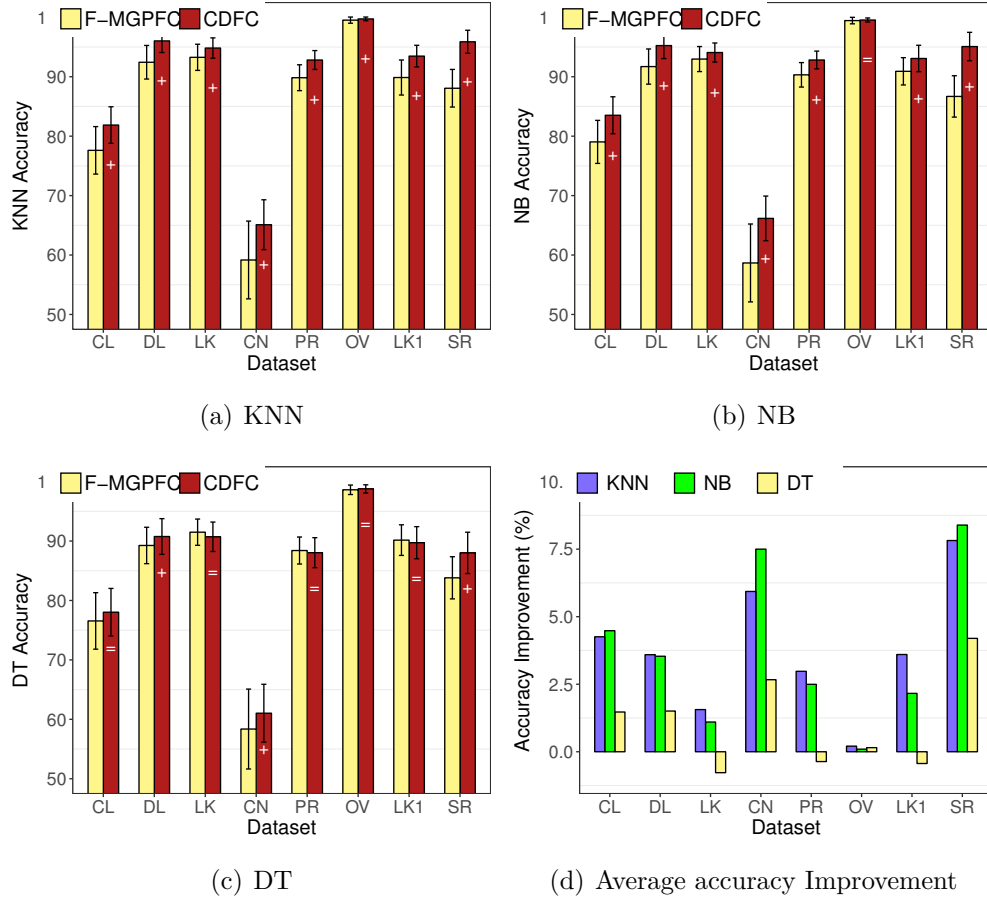 F−MGPFC CDFC
1
90
80
70
60
50
KNN Accuracy
+ + + + + + + +
CL DL LK CN PR OV LK1 SR
Dataset
(a) KNN
F−MGPFC CDFC
1
90
80
70
60
50
NB Accuracy
+ + + + + = + +
CL DL LK CN PR OV LK1 SR
Dataset
(b) NB
F−MGPFC CDFC
1
90
80
70
60
50
DT Accuracy
= + = + = = = +
CL DL LK CN PR OV LK1 SR
Dataset
(c) DT
10. KNN NB DT
7.5
5.0
2.5
0.0
Accuracy Improvement (%)
CL DL LK CN PR OV LK1 SR
Dataset
(d) Average accuracy Improvement